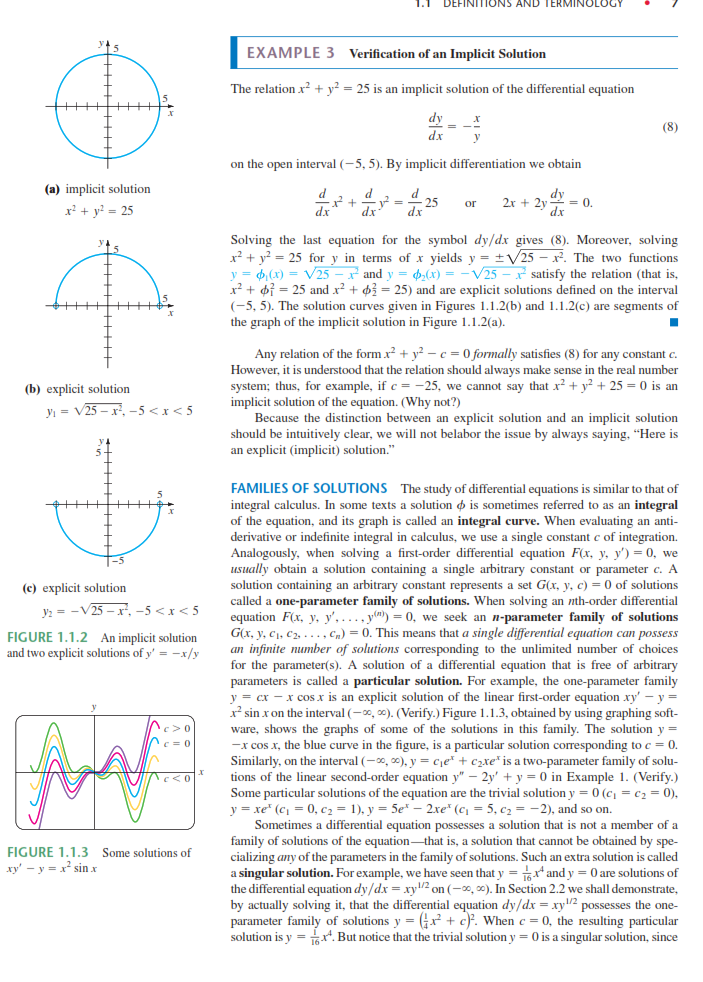 1.1 DEFINITIONS AND TERMINOLOGY • 7
y
5
5
x
(a) implicit solution
x² + y² = 25
y
5
5
x
(b) explicit solution
y₁ = √25 – x², –5 < x < 5
y
5
5
x
–5
(c) explicit solution
y₂ = –√25 – x², –5 < x < 5
FIGURE 1.1.2 An implicit solution
and two explicit solutions of y′ = –x/y
y
c > 0
c = 0
c < 0
x
FIGURE 1.1.3 Some solutions of
xy′ – y = x² sin x
EXAMPLE 3 Verification of an Implicit Solution
The relation x² + y² = 25 is an implicit solution of the differential equation
dy/dx = –x/y (8)
on the open interval (–5, 5). By implicit differentiation we obtain
d/dx x² + d/dx y² = d/dx 25 or 2x + 2y dy/dx = 0.
Solving the last equation for the symbol dy/dx gives (8). Moreover, solving
x² + y² = 25 for y in terms of x yields y = ±√25 – x². The two functions
y = ϕ₁(x) = √25 – x² and y = ϕ₂(x) = –√25 – x² satisfy the relation (that is,
x² + ϕ₁² = 25 and x² + ϕ₂² = 25) and are explicit solutions defined on the interval
(–5, 5). The solution curves given in Figures 1.1.2(b) and 1.1.2(c) are segments of
the graph of the implicit solution in Figure 1.1.2(a).
Any relation of the form x² + y² – c = 0 formally satisfies (8) for any constant c.
However, it is understood that the relation should always make sense in the real number
system; thus, for example, if c = –25, we cannot say that x² + y² + 25 = 0 is an
implicit solution of the equation. (Why not?)
Because the distinction between an explicit solution and an implicit solution
should be intuitively clear, we will not belabor the issue by always saying, “Here is
an explicit (implicit) solution.”
FAMILIES OF SOLUTIONS The study of differential equations is similar to that of
integral calculus. In some texts a solution ϕ is sometimes referred to as an integral
of the equation, and its graph is called an integral curve. When evaluating an anti-
derivative or indefinite integral in calculus, we use a single constant c of integration.
Analogously, when solving a first-order differential equation F(x, y, y′) = 0, we
usually obtain a solution containing a single arbitrary constant or parameter c. A
solution containing an arbitrary constant represents a set G(x, y, c) = 0 of solutions
called a one-parameter family of solutions. When solving an nth-order differential
equation F(x, y, y′, . . . , y⁽ⁿ⁾) = 0, we seek an n-parameter family of solutions
G(x, y, c₁, c₂, . . . , cₙ) = 0. This means that a single differential equation can possess
an infinite number of solutions corresponding to the unlimited number of choices
for the parameter(s). A solution of a differential equation that is free of arbitrary
parameters is called a particular solution. For example, the one-parameter family
y = cx – x cos x is an explicit solution of the linear first-order equation xy′ – y =
x² sin x on the interval (–∞, ∞). (Verify.) Figure 1.1.3, obtained by using graphing soft-
ware, shows the graphs of some of the solutions in this family. The solution y =
–x cos x, the blue curve in the figure, is a particular solution corresponding to c = 0.
Similarly, on the interval (–∞, ∞), y = c₁eˣ + c₂xeˣ is a two-parameter family of solu-
tions of the linear second-order equation y″ – 2y′ + y = 0 in Example 1. (Verify.)
Some particular solutions of the equation are the trivial solution y = 0 (c₁ = c₂ = 0),
y = xeˣ (c₁ = 0, c₂ = 1), y = 5eˣ – 2xeˣ (c₁ = 5, c₂ = –2), and so on.
Sometimes a differential equation possesses a solution that is not a member of a
family of solutions of the equation—that is, a solution that cannot be obtained by spe-
cializing any of the parameters in the family of solutions. Such an extra solution is called
a singular solution. For example, we have seen that y = 1/16 x⁴ and y = 0 are solutions of
the differential equation dy/dx = xy¹ᐟ² on (–∞, ∞). In Section 2.2 we shall demonstrate,
by actually solving it, that the differential equation dy/dx = xy¹ᐟ² possesses the one-
parameter family of solutions y = (1/4 x² + c)². When c = 0, the resulting particular
solution is y = 1/16 x⁴. But notice that the trivial solution y = 0 is a singular solution, since